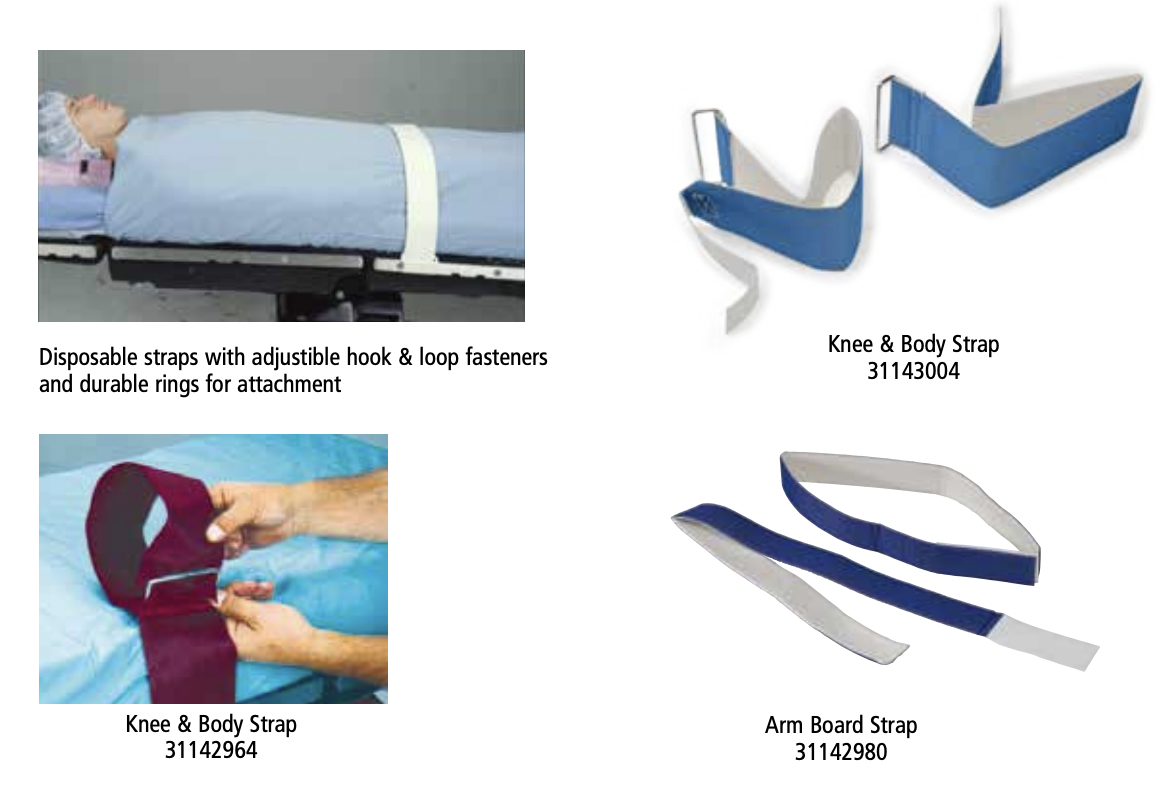 Disposable straps with adjustible hook & loop fasteners
and durable rings for attachment
Knee & Body Strap
31143004
Knee & Body Strap
31142964
Arm Board Strap
31142980